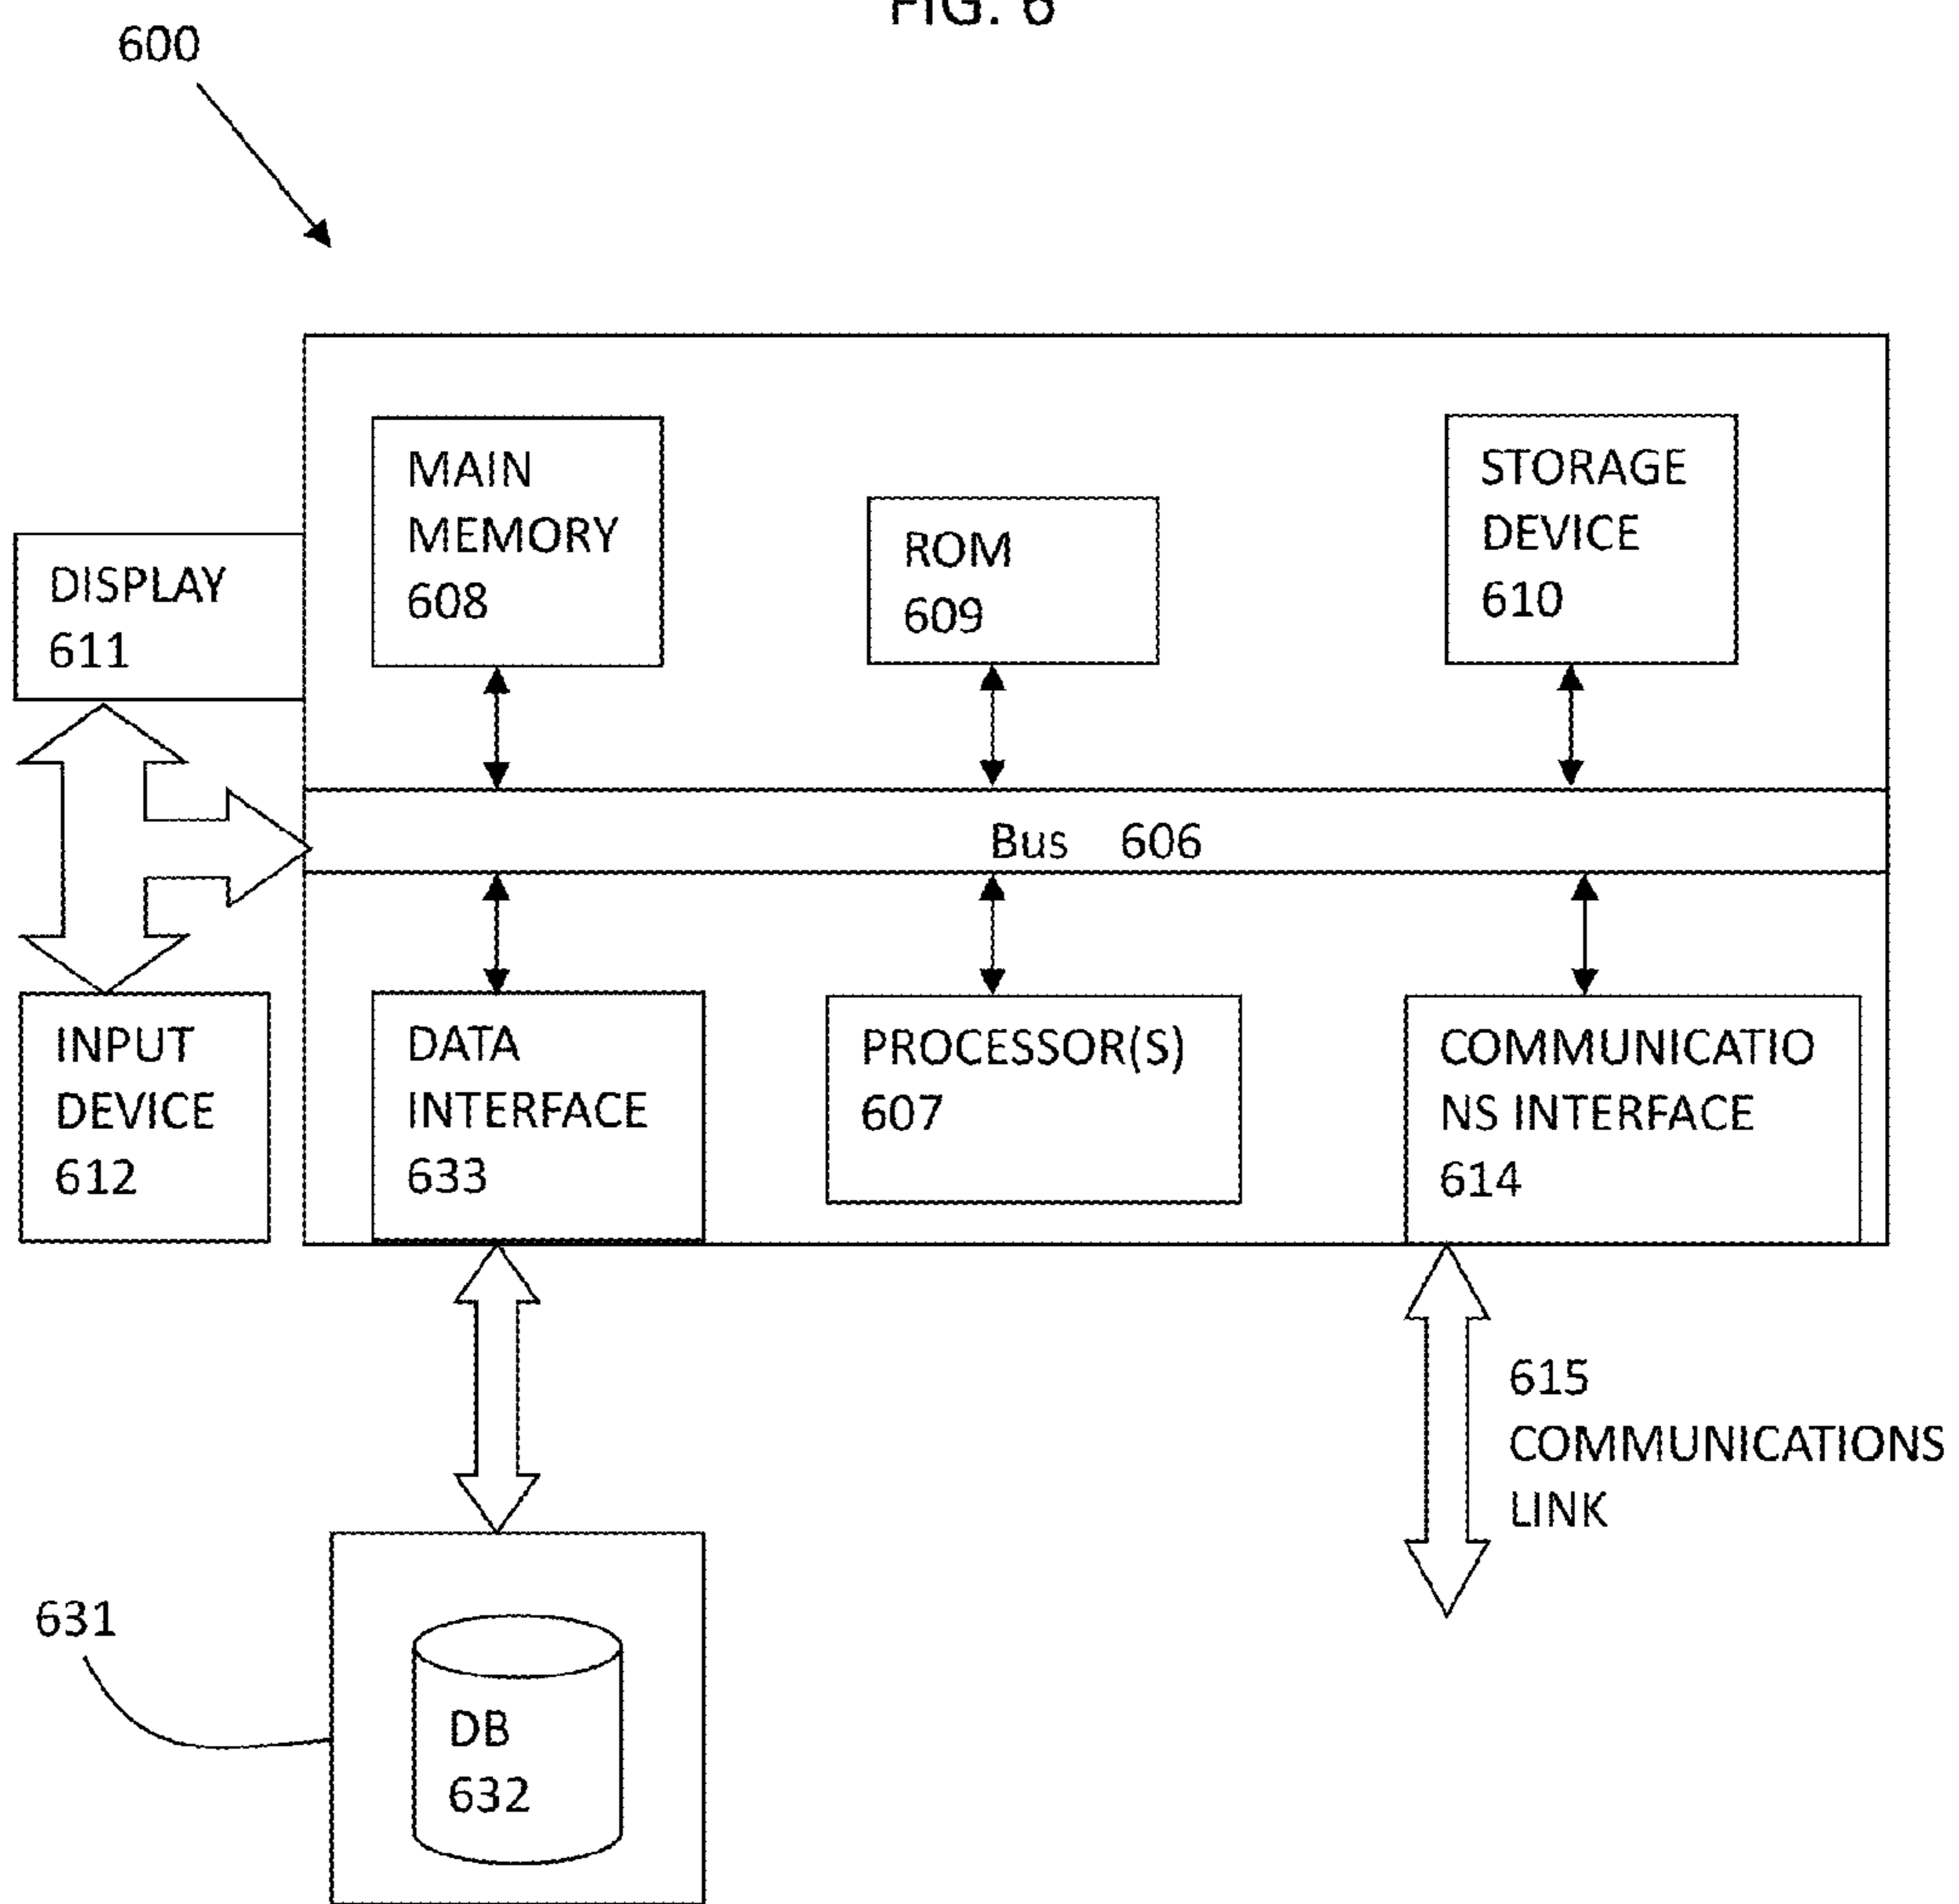 FIG. 6
600
MAIN
MEMORY
608
ROM
609
STORAGE
DEVICE
610
DISPLAY
611
Bus 606
INPUT
DEVICE
612
DATA
INTERFACE
633
PROCESSOR(S)
607
COMMUNICATIO
NS INTERFACE
614
615
COMMUNICATIONS
LINK
631
DB
632